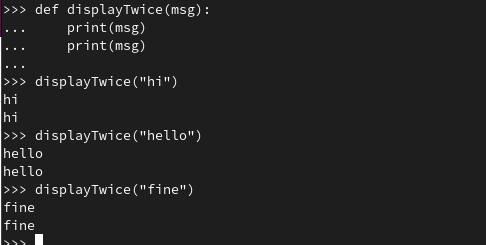 >>> def displayTwice(msg):
...     print(msg)
...     print(msg)
...
>>> displayTwice("hi")
hi
hi
>>> displayTwice("hello")
hello
hello
>>> displayTwice("fine")
fine
fine
>>>